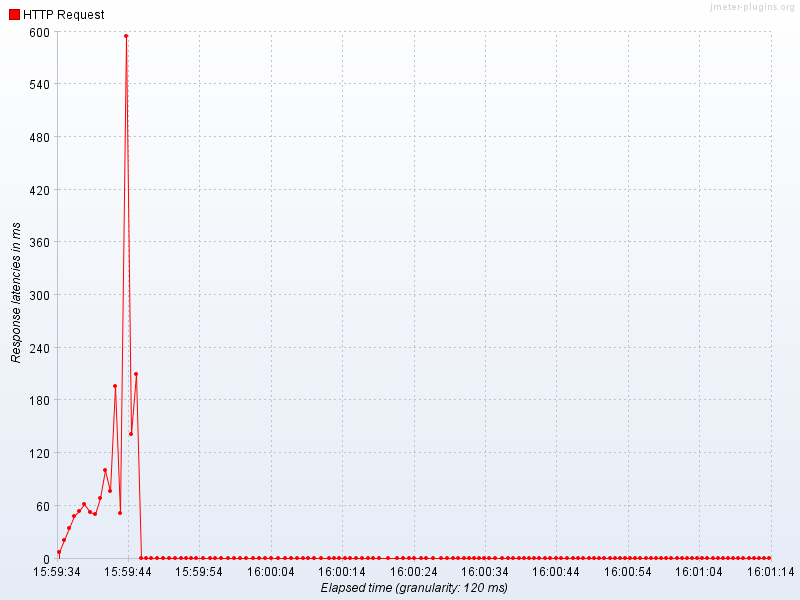 jmeter-plugins.org
HTTP Request
600
540
480
420
360
300
240
180
120
60
0
Response latencies in ms
15:59:34 15:59:44 15:59:54 16:00:04 16:00:14 16:00:24 16:00:34 16:00:44 16:00:54 16:01:04 16:01:14
Elapsed time (granularity: 120 ms)